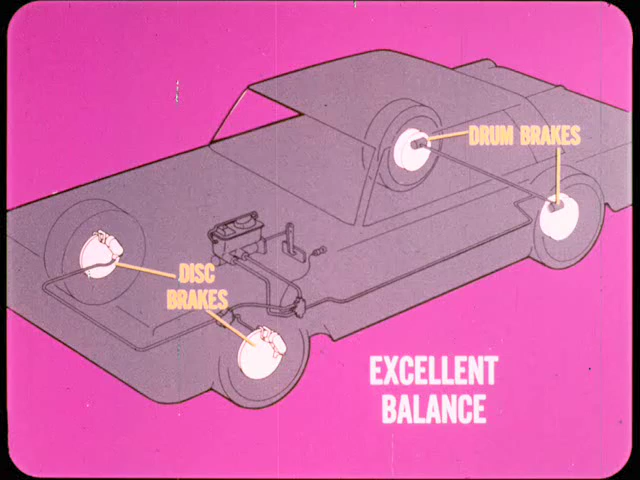 DRUM BRAKES
DISC
BRAKES
EXCELLENT
BALANCE